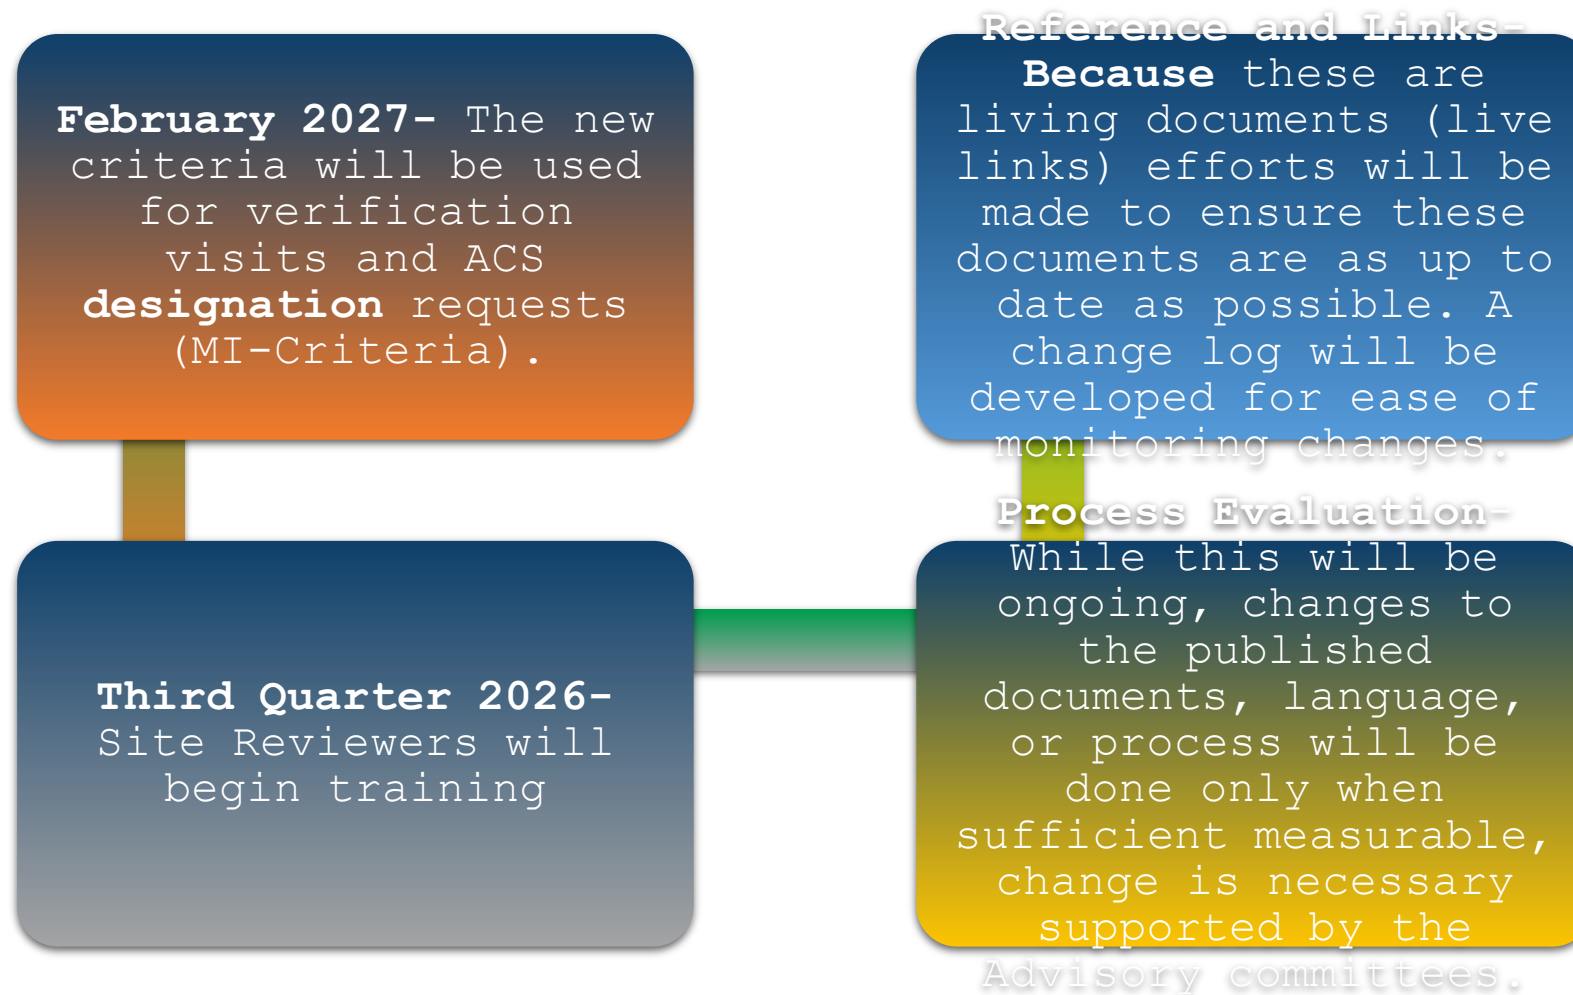 February 2027- The new
criteria will be used
for verification
visits and ACS
designation requests
(MI-Criteria).
Third Quarter 2026-
Site Reviewers will
begin training
Reference and Links-
Because these are
living documents (live
links) efforts will be
made to ensure these
documents are as up to
date as possible. A
change log will be
developed for ease of
monitoring changes.
Process Evaluation-
While this will be
ongoing, changes to
the published
documents, language,
or process will be
done only when
sufficient measurable,
change is necessary
supported by the
Advisory committees.